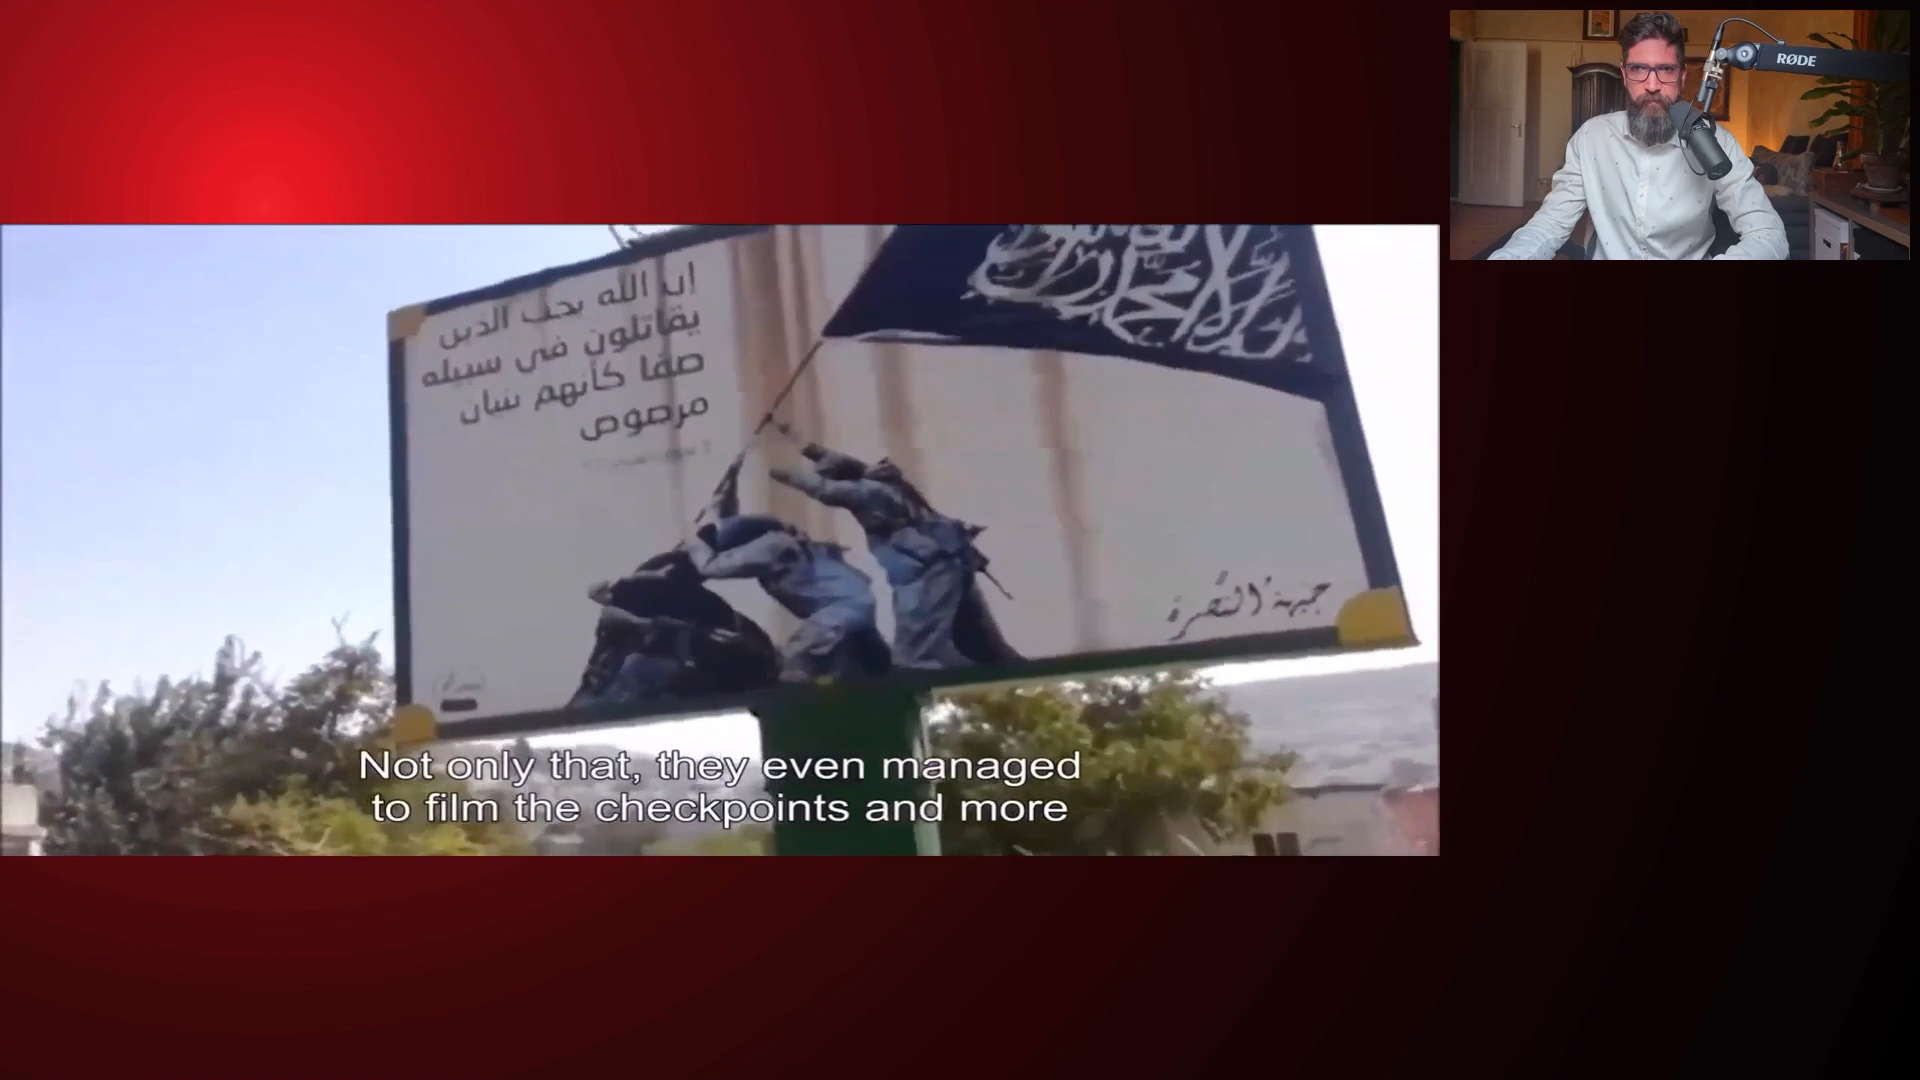 RØDE
إن الله يحب الذين
يقاتلون في سبيله
صفا كأنهم بنيان
مرصوص
جبهة النصرة
Not only that, they even managed
to film the checkpoints and more